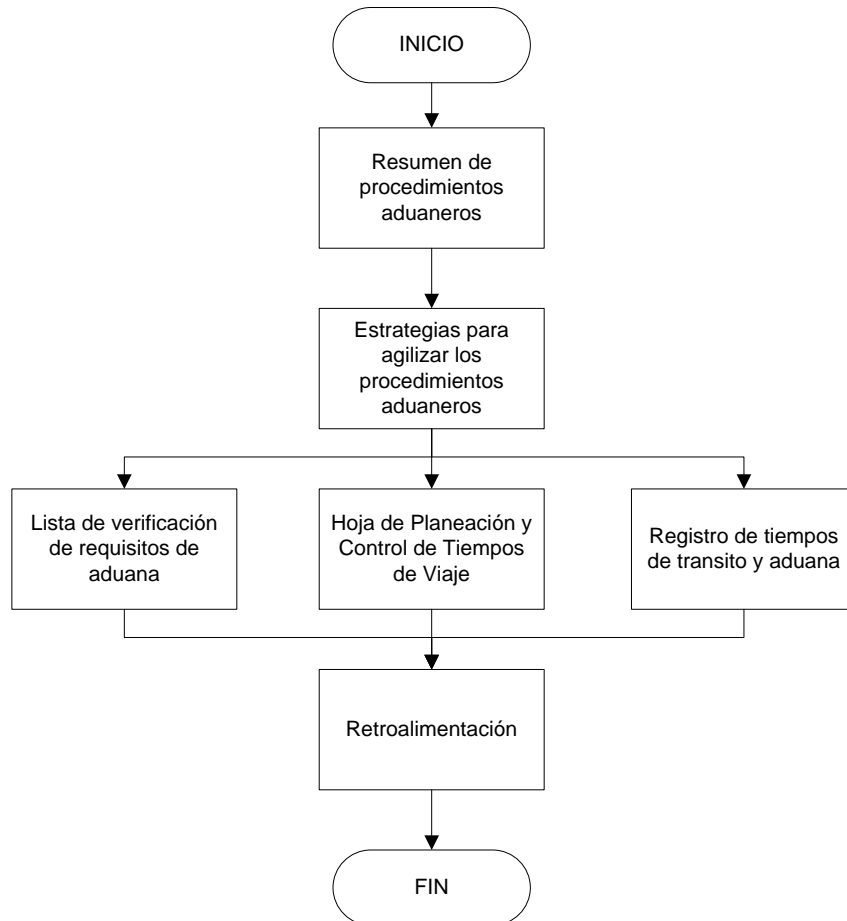 INICIO
Resumen de
procedimientos
aduaneros
Estrategias para
agilizar los
procedimientos
aduaneros
Lista de verificación
de requisitos de
aduana
Hoja de Planeación y
Control de Tiempos
de Viaje
Registro de tiempos
de transito y aduana
Retroalimentación
FIN